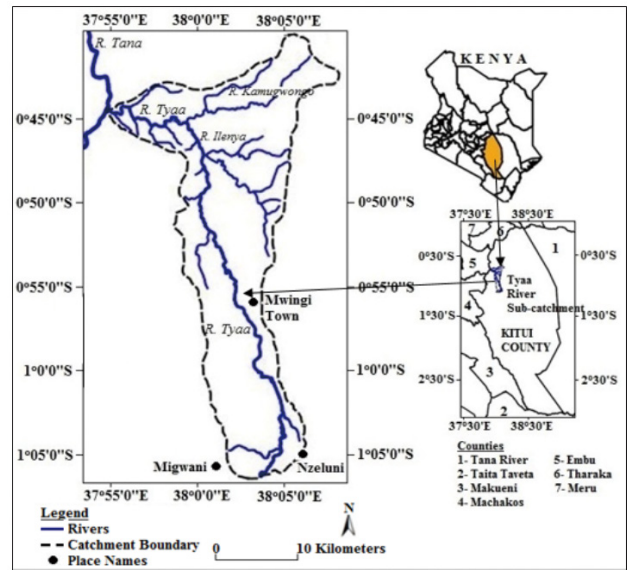 37°55'0"E 38°0'0"E 38°05'0"E
R. Tana
R. Kamugwongo
R. Tyaa
R. Ilenya
0°45'0"S 0°45'0"S
0°50'0"S 0°50'0"S
0°55'0"S 0°55'0"S
Mwingi
Town
R. Tyaa
1°0'0"S 1°0'0"S
1°05'0"S 1°05'0"S
Migwani
Nzeluni
37°55'0"E 38°0'0"E 38°05'0"E
Legend
Rivers
Catchment Boundary
Place Names
N
0 10 Kilometers
KENYA
37°30'E 38°30'E
7 6 1
0°30'S 0°30'S
5
Tyaa
River
Sub-catchment
4
1°30'S 1°30'S
KITUI
COUNTY
3
2°30'S 2°30'S
2
37°30'E 38°30'E
Counties
1- Tana River 5- Embu
2- Taita Taveta 6- Tharaka
3- Makueni 7- Meru
4- Machakos